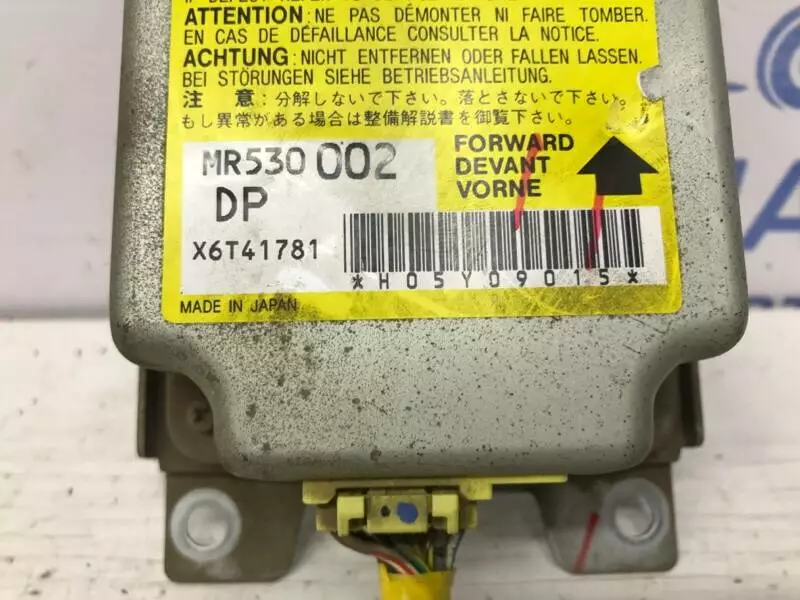 ATTENTION : NE PAS DÉMONTER NI FAIRE TOMBER.
EN CAS DE DÉFAILLANCE CONSULTER LA NOTICE.
ACHTUNG : NICHT ENTFERNEN ODER FALLEN LASSEN.
BEI STÖRUNGEN SIEHE BETRIEBSANLEITUNG.
注 意 : 分解しないで下さい。落とさないで下さい。
もし異常がある場合は整備解説書を御覧下さい。
MR530 002
DP
X6T41781
FORWARD
DEVANT
VORNE
*H05Y09015*
MADE IN JAPAN